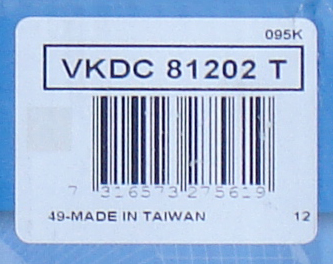 095K
VKDC 81202 T
7 316573 275619
49-MADE IN TAIWAN 12